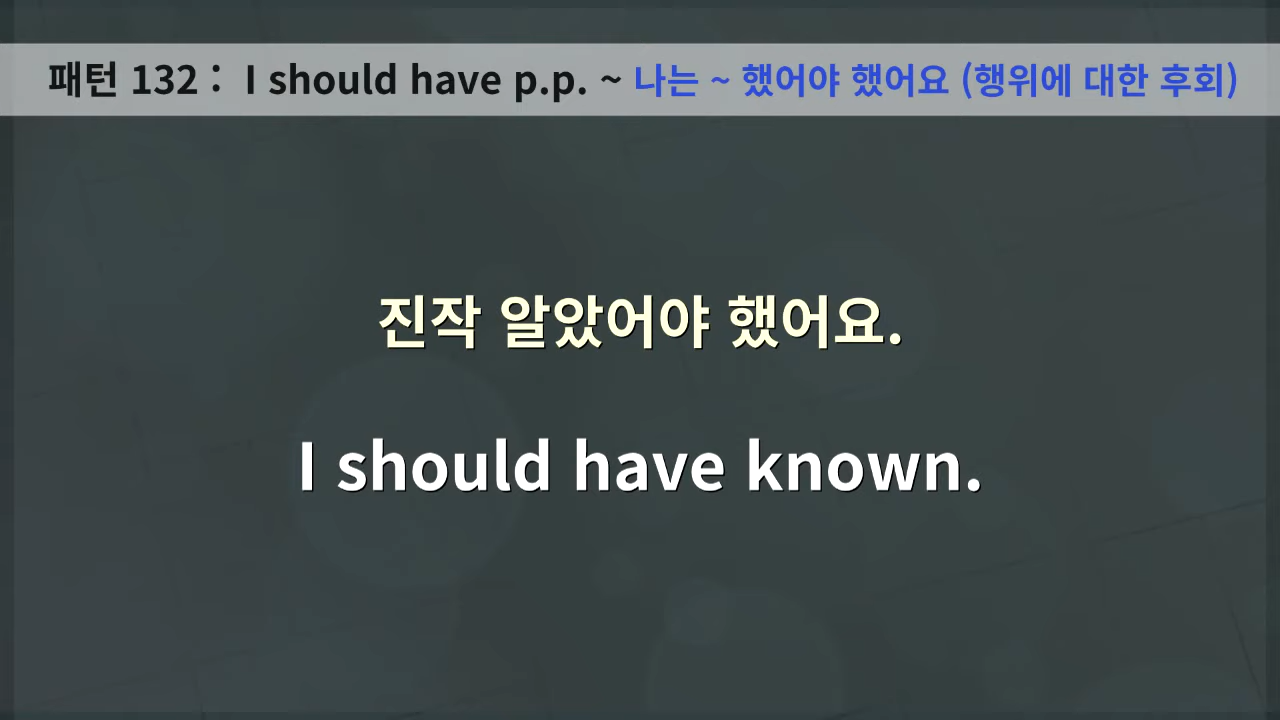 패턴 132 : I should have p.p. ~ 나는 ~ 했어야 했어요 (행위에 대한 후회)
진작 알았어야 했어요.
I should have known.